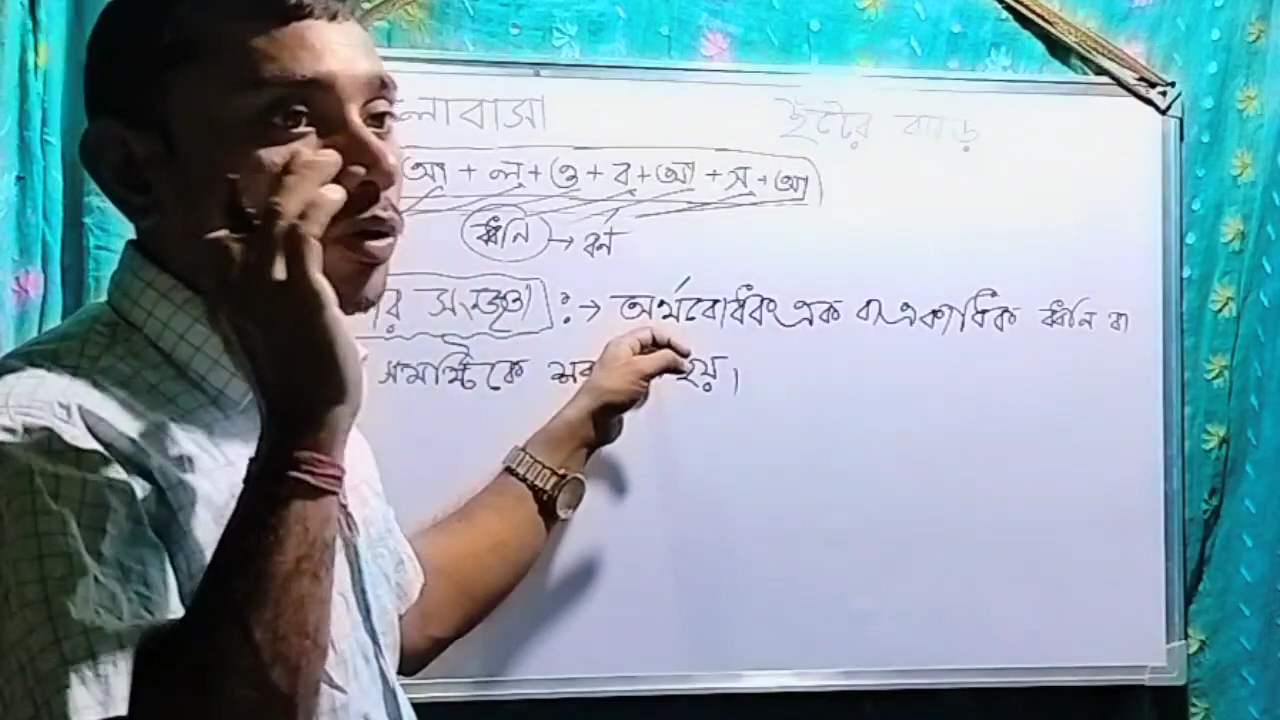 লোবাসা
ইটের
আ + ল + ও + ব + আ + স + আ
ধ্বনি → বর্ণ
র সংজ্ঞা :→ অর্থবোধক এক বা একাধিক ধ্বনি বা
সমষ্টিকে হয়।